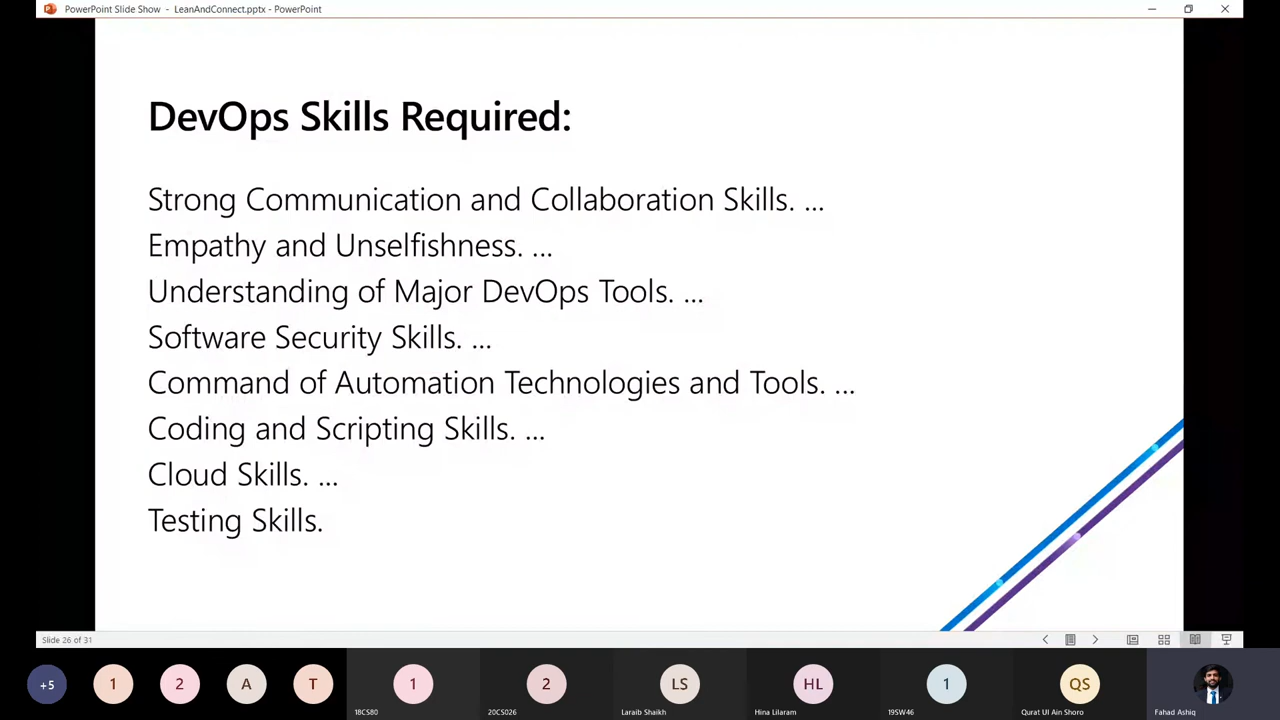 PowerPoint Slide Show - LeanAndConnect.pptx - PowerPoint
DevOps Skills Required:
Strong Communication and Collaboration Skills. ...
Empathy and Unselfishness. ...
Understanding of Major DevOps Tools. ...
Software Security Skills. ...
Command of Automation Technologies and Tools. ...
Coding and Scripting Skills. ...
Cloud Skills. ...
Testing Skills.
Slide 26 of 31
+5 1 2 A T 1 2 LS HL 1 QS
18CS80 20CS026 Laraib Shaikh Hina Lilaram 19SW46 Qurat Ul Ain Shoro Fahad Ashiq